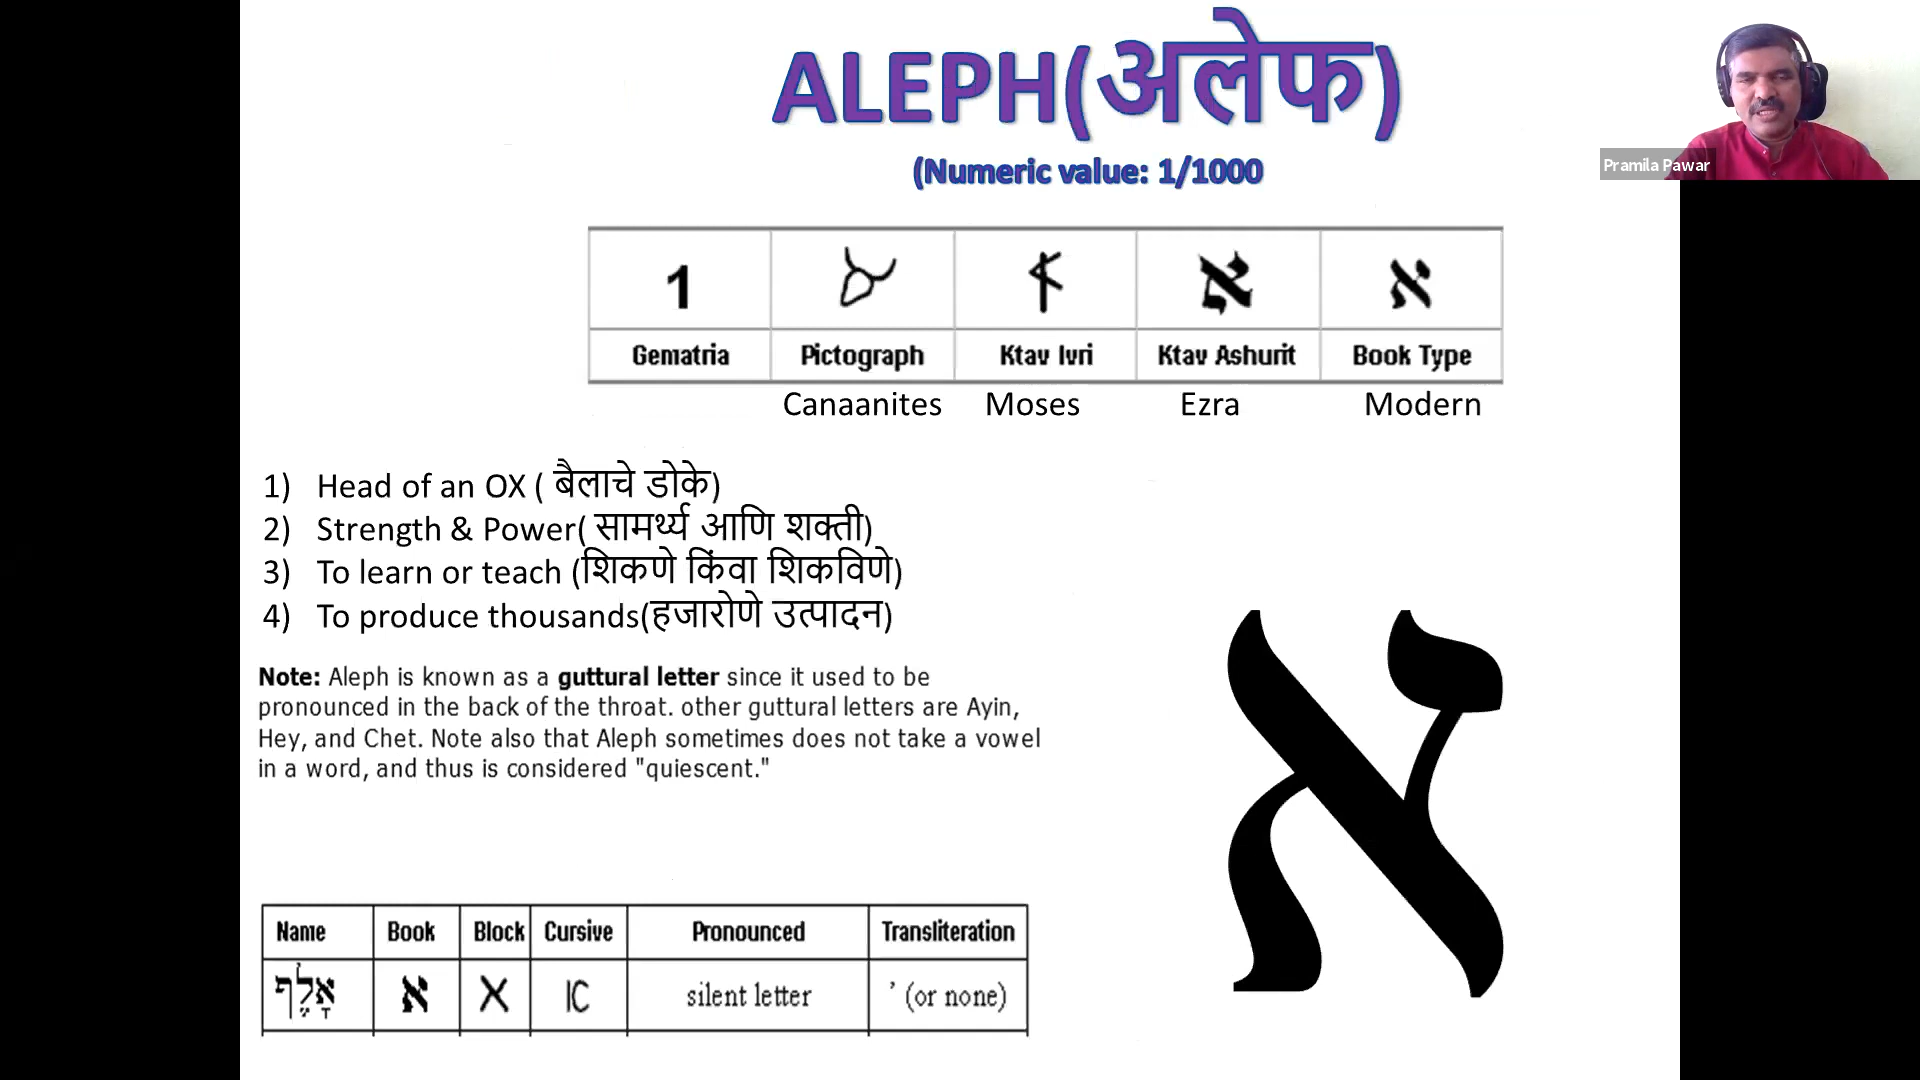 ALEPH(अलेफ)
(Numeric value: 1/1000
Pramila Pawar
1 א א
Gematria Pictograph Ktav Ivri Ktav Ashurit Book Type
Canaanites Moses Ezra Modern
1) Head of an OX ( बैलाचे डोके)
2) Strength & Power( सामर्थ्य आणि शक्ती)
3) To learn or teach (शिकणे किंवा शिकविणे)
4) To produce thousands(हजारोणे उत्पादन)
Note: Aleph is known as a guttural letter since it used to be
pronounced in the back of the throat. other guttural letters are Ayin,
Hey, and Chet. Note also that Aleph sometimes does not take a vowel
in a word, and thus is considered "quiescent."
א
Name Book Block Cursive Pronounced Transliteration
אָלֶף א silent letter ’ (or none)